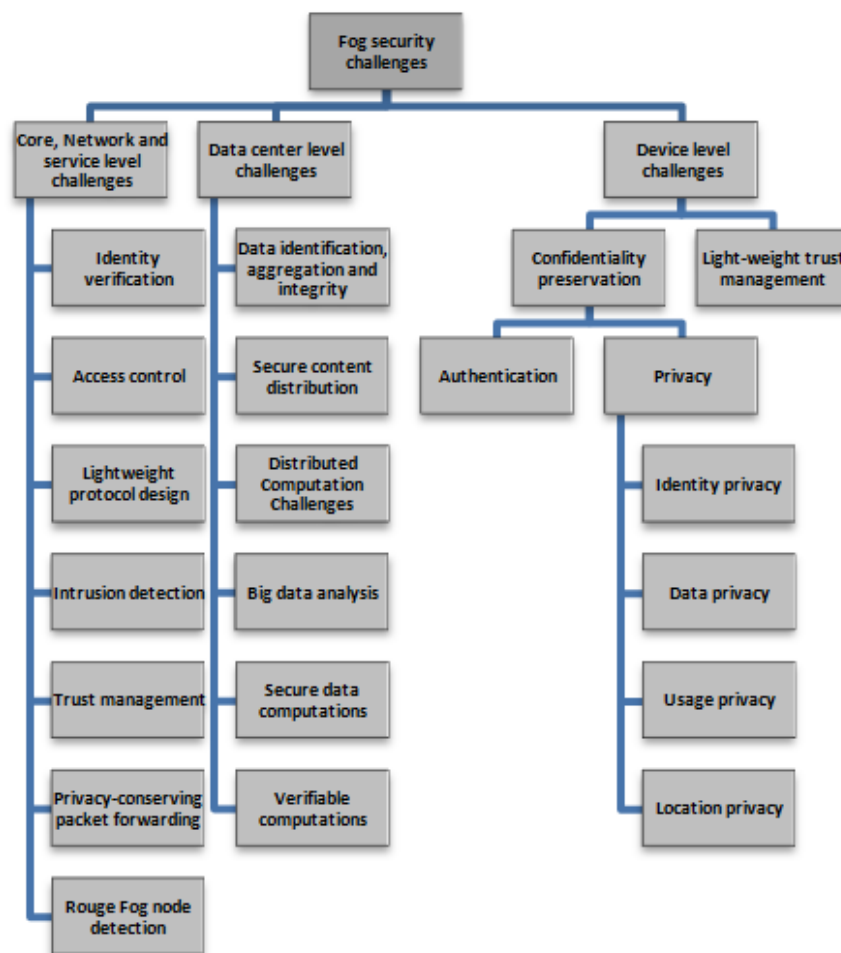 Fog security
challenges
Core, Network and
service level
challenges
Data center level
challenges
Device level
challenges
Identity
verification
Access control
Lightweight
protocol design
Intrusion detection
Trust management
Privacy-conserving
packet forwarding
Rouge Fog node
detection
Data identification,
aggregation and
integrity
Secure content
distribution
Distributed
Computation
Challenges
Big data analysis
Secure data
computations
Verifiable
computations
Confidentiality
preservation
Light-weight trust
management
Authentication
Privacy
Identity privacy
Data privacy
Usage privacy
Location privacy